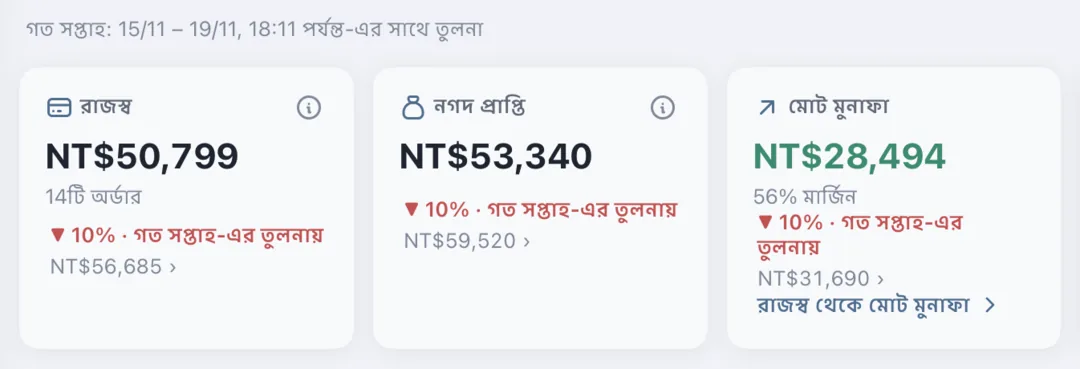 গত সপ্তাহ: 15/11 – 19/11, 18:11 পর্যন্ত-এর সাথে তুলনা
রাজস্ব
NT$50,799
14টি অর্ডার
▼ 10% · গত সপ্তাহ-এর তুলনায়
NT$56,685 ›
নগদ প্রাপ্তি
NT$53,340
▼ 10% · গত সপ্তাহ-এর তুলনায়
NT$59,520 ›
মোট মুনাফা
NT$28,494
56% মার্জিন
▼ 10% · গত সপ্তাহ-এর
তুলনায়
NT$31,690 ›
রাজস্ব থেকে মোট মুনাফা ›